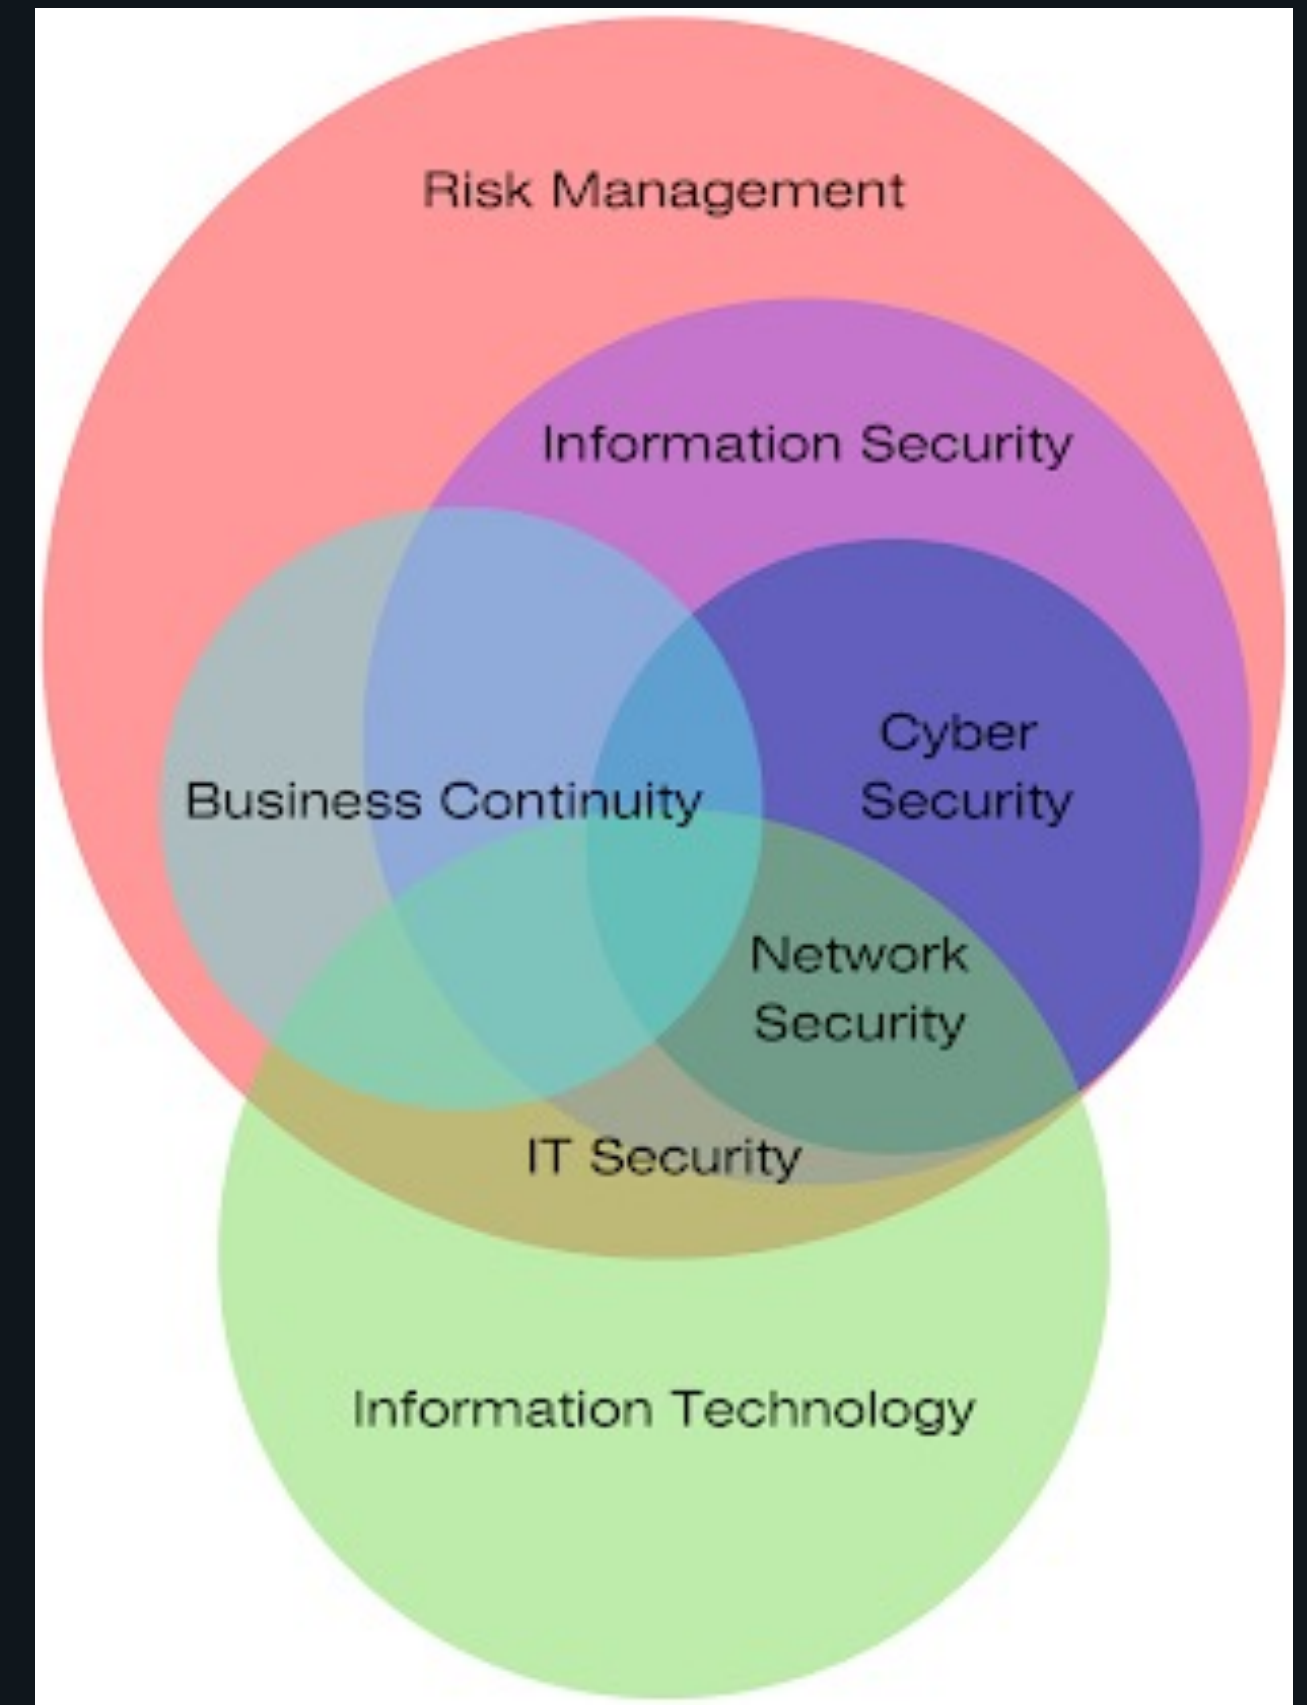 Risk Management
Information Security
Cyber
Security
Business Continuity
Network
Security
IT Security
Information Technology